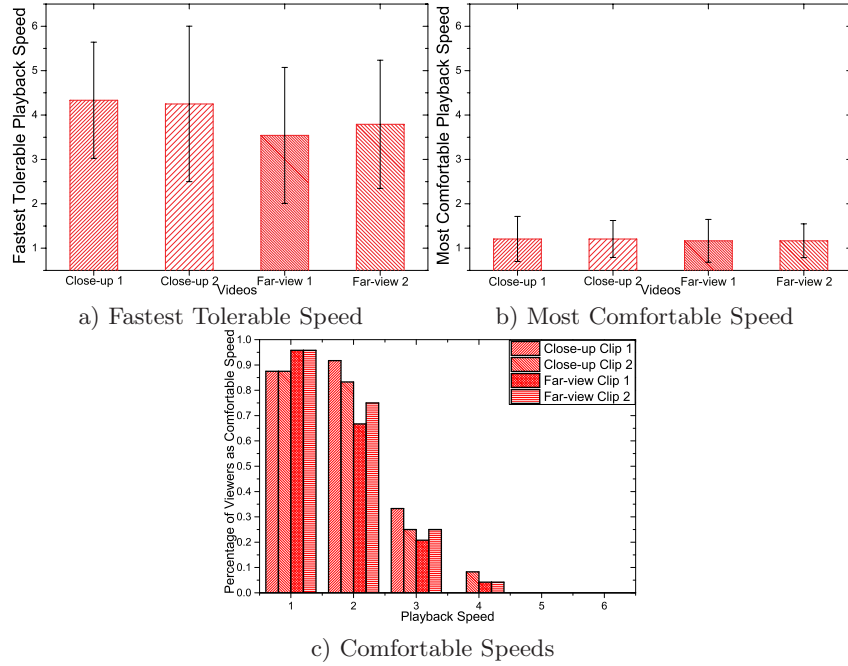 Fastest Tolerable Playback Speed
6
5
4
3
2
1
Close-up 1
Close-up 2
Far-view 1
Far-view 2
Videos
a) Fastest Tolerable Speed
Most Comfortable Playback Speed
6
5
4
3
2
1
Close-up 1
Close-up 2
Far-view 1
Far-view 2
Videos
b) Most Comfortable Speed
Percentage of Viewers as Comfortable Speed
1.0
0.9
0.8
0.7
0.6
0.5
0.4
0.3
0.2
0.1
0.0
Close-up Clip 1
Close-up Clip 2
Far-view Clip 1
Far-view Clip 2
1
2
3
4
5
6
Playback Speed
c) Comfortable Speeds